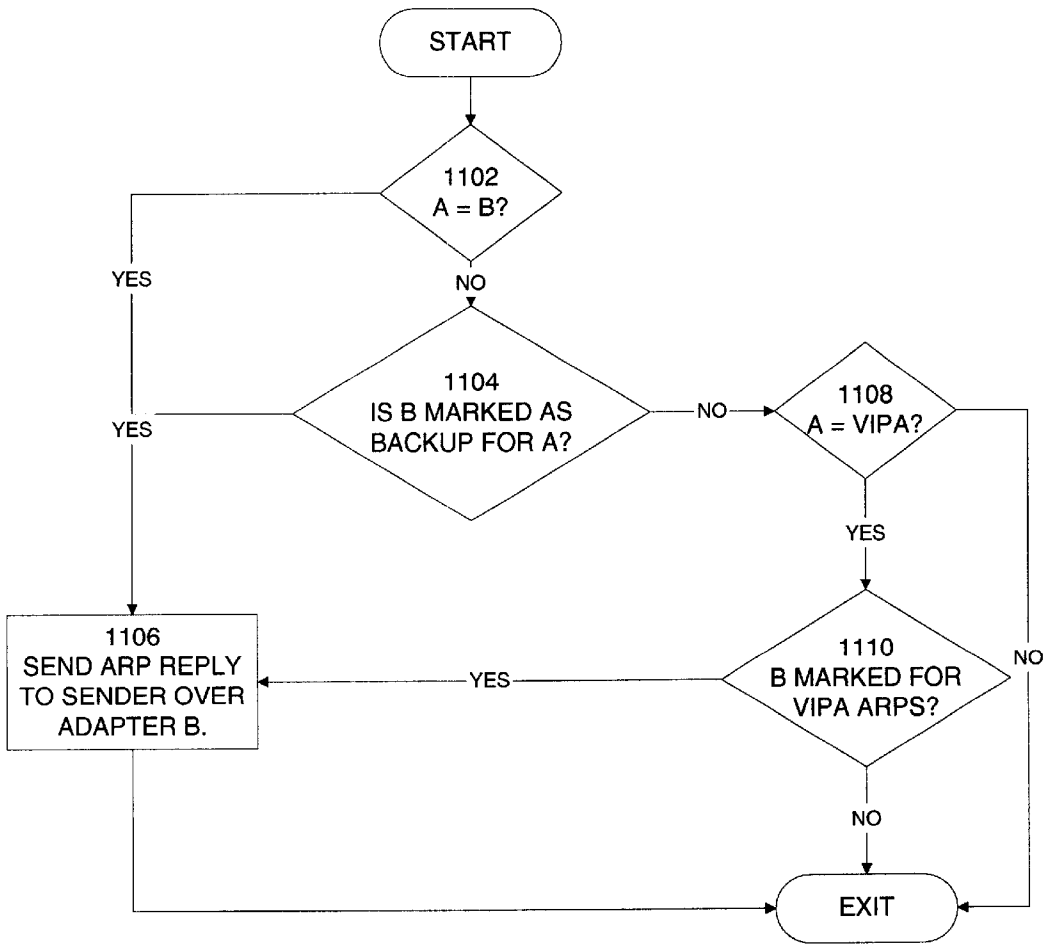 START
1102
A = B?
YES
NO
1104
IS B MARKED AS
BACKUP FOR A?
YES
NO
1108
A = VIPA?
YES
NO
1110
B MARKED FOR
VIPA ARPS?
YES
1106
SEND ARP REPLY
TO SENDER OVER
ADAPTER B.
NO
EXIT